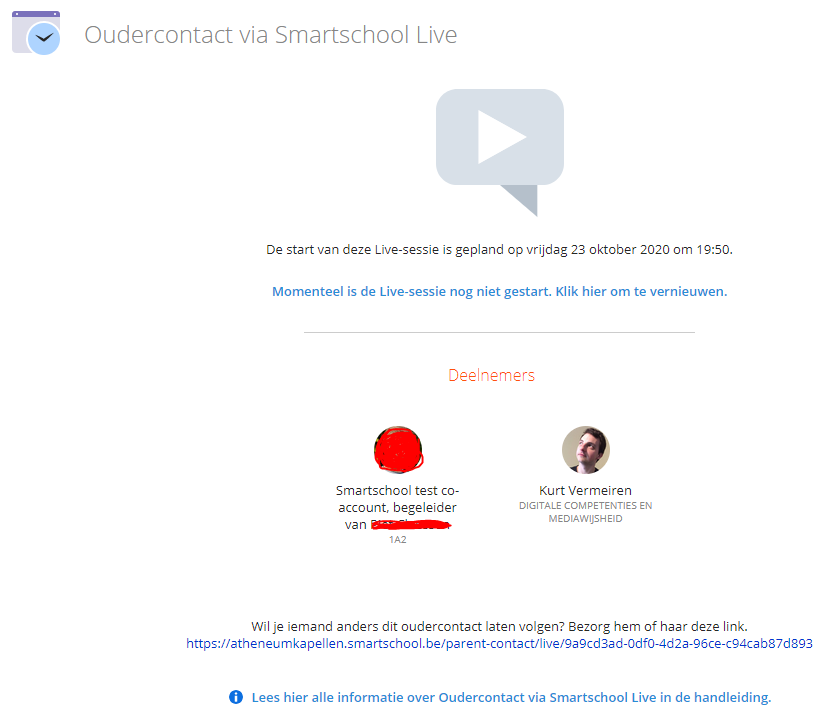 Oudercontact via Smartschool Live
De start van deze Live-sessie is gepland op vrijdag 23 oktober 2020 om 19:50.
Momenteel is de Live-sessie nog niet gestart. Klik hier om te vernieuwen.
Deelnemers
Smartschool test co-
account, begeleider
van
1A2
Kurt Vermeiren
DIGITALE COMPETENTIES EN
MEDIAWIJSHEID
Wil je iemand anders dit oudercontact laten volgen? Bezorg hem of haar deze link.
https://atheneumkapellen.smartschool.be/parent-contact/live/9a9cd3ad-0df0-4d2a-96ce-c94cab87d893
Lees hier alle informatie over Oudercontact via Smartschool Live in de handleiding.